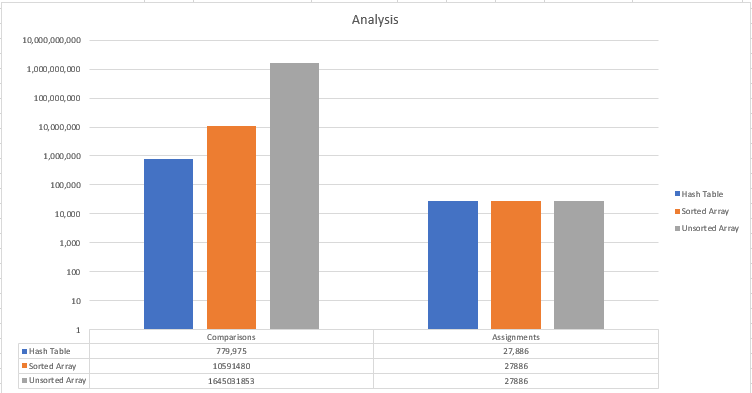 Analysis
10,000,000,000
1,000,000,000
100,000,000
10,000,000
1,000,000
100,000
10,000
1,000
100
10
1
Hash Table
Sorted Array
Unsorted Array
Comparisons Assignments
Hash Table 779,975 27,886
Sorted Array 10591480 27886
Unsorted Array 1645031853 27886